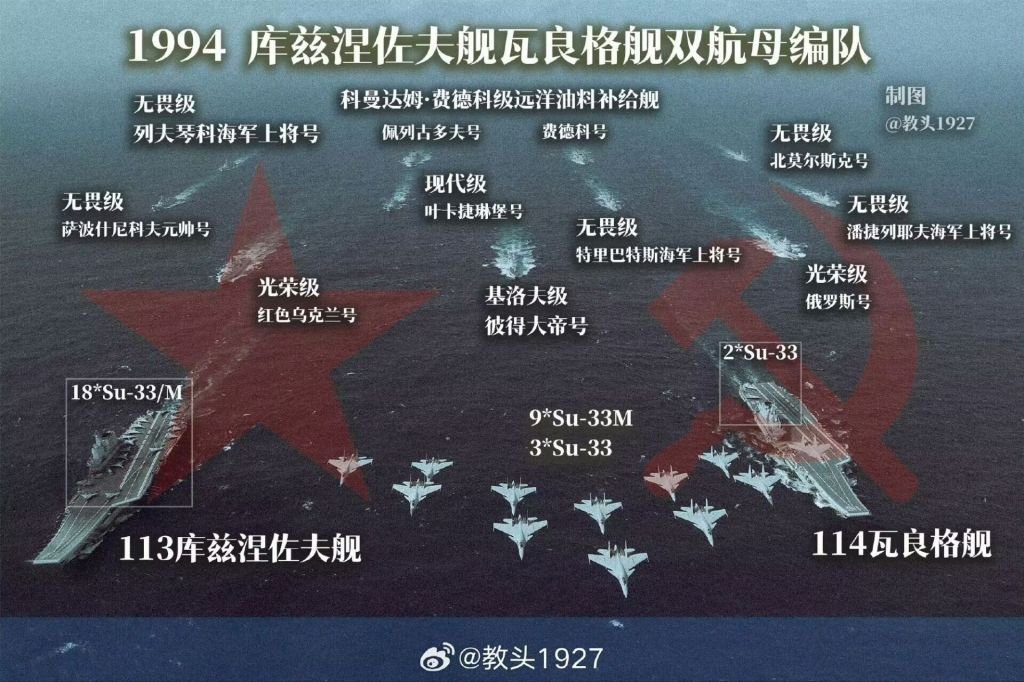 1994 库兹涅佐夫舰瓦良格舰双航母编队
制图
@教头1927
无畏级
列夫琴科海军上将号
科曼达姆·费德科级远洋油料补给舰
佩列古多夫号
费德科号
无畏级
北莫尔斯克号
无畏级
萨波什尼科夫元帅号
现代级
叶卡捷琳堡号
无畏级
特里巴特斯海军上将号
无畏级
潘捷列耶夫海军上将号
光荣级
红色乌克兰号
基洛夫级
彼得大帝号
光荣级
俄罗斯号
18*Su-33/M
2*Su-33
9*Su-33M
3*Su-33
113库兹涅佐夫舰
114瓦良格舰
@教头1927